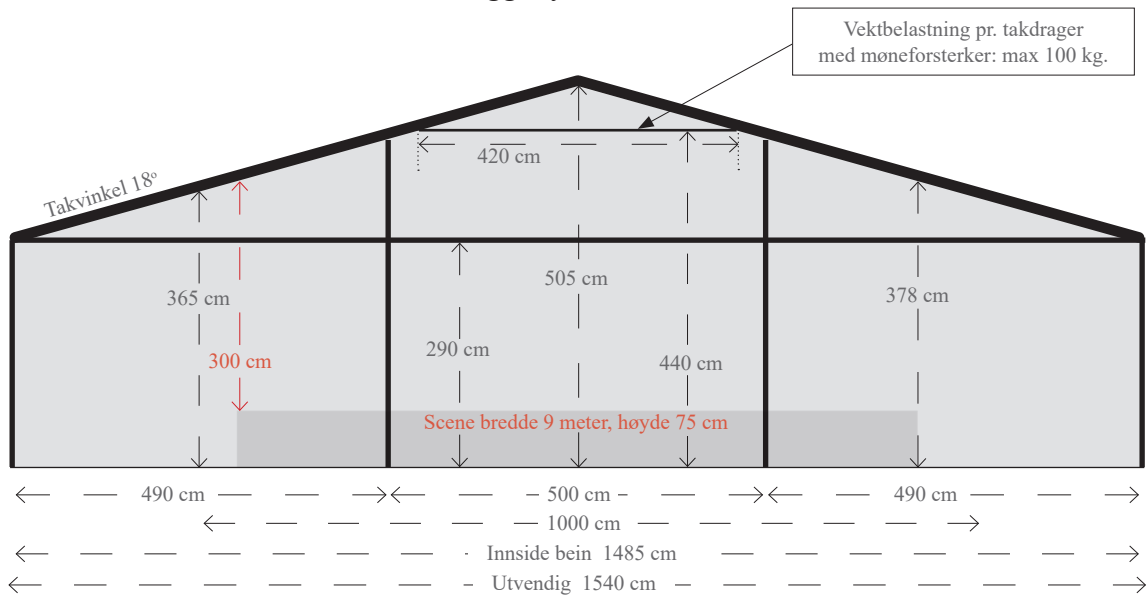 Vektbelastning pr. takdrager
med møneforsterker: max 100 kg.
420 cm
Takvinkel 18º
505 cm
365 cm
378 cm
290 cm
300 cm
440 cm
Scene bredde 9 meter, høyde 75 cm
490 cm
500 cm
490 cm
1000 cm
Innside bein 1485 cm
Utvendig 1540 cm